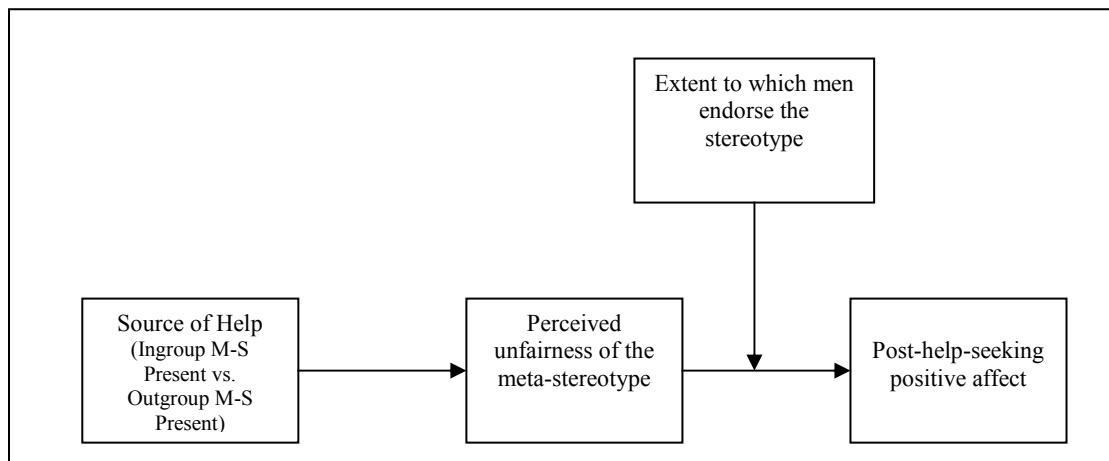 Extent to which men
endorse the
stereotype
Source of Help
(Ingroup M-S
Present vs.
Outgroup M-S
Present)
Perceived
unfairness of the
meta-stereotype
Post-help-seeking
positive affect